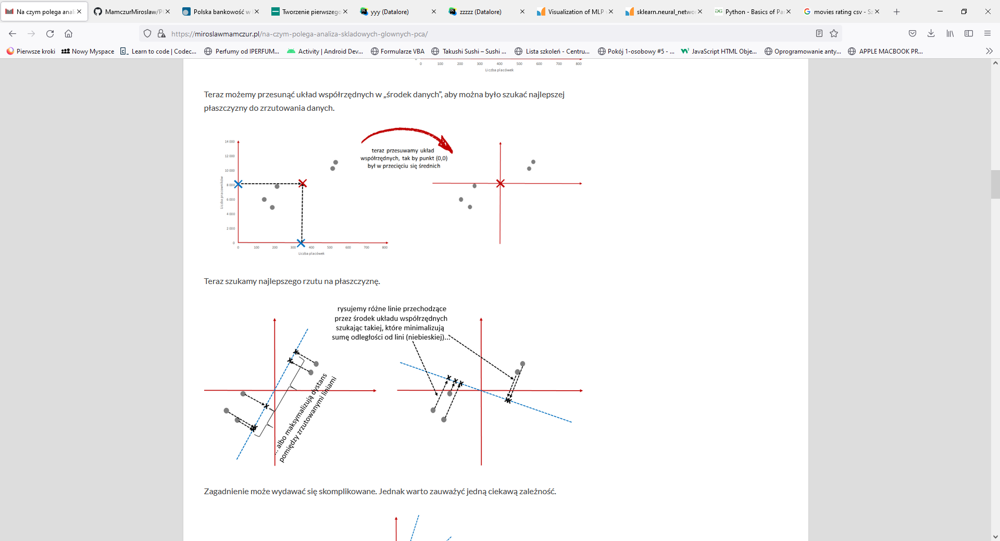 Na czym polega anali
MamczurMiroslaw/P
Polska bankowość w
Tworzenie pierwszego
yyy (Datalore)
zzzzz (Datalore)
Visualization of MLP
sklearn.neural_netwo
Python - Basics of Pa
movies rating csv - Sz
https://miroslawmamczur.pl/na-czym-polega-analiza-skladowych-glownych-pca/
Pierwsze kroki
Nowy Myspace
Learn to code | Codec...
Perfumy od IPERFUM...
Activity | Android Dev...
Formularze VBA
Takushi Sushi – Sushi ...
Lista szkoleń - Centru...
Pokój 1-osobowy #5 - ...
JavaScript HTML Obje...
Oprogramowanie anty...
APPLE MACBOOK PR...
0 100 200 300 400 500 600 700 800
Liczba placówek
Teraz możemy przesunąć układ współrzędnych w „środek danych”, aby można było szukać najlepszej
płaszczyzny do zrzutowania danych.
14 000
12 000
10 000
8 000
6 000
4 000
2 000
0
Liczba pracowników
0 100 200 300 400 500 600 700 800
Liczba placówek
teraz przesuwamy układ
współrzędnych, tak by punkt (0,0)
był w przecięciu się średnich
Teraz szukamy najlepszego rzutu na płaszczyznę.
rysujemy różne linie przechodzące
przez środek układu współrzędnych
szukając takiej, które minimalizują
sumę odległości od lini (niebieskiej)...
... albo maksymalizują dystans
pomiędzy zrzutowanymi liniami
Zagadnienie może wydawać się skomplikowane. Jednak warto zauważyć jedną ciekawą zależność.